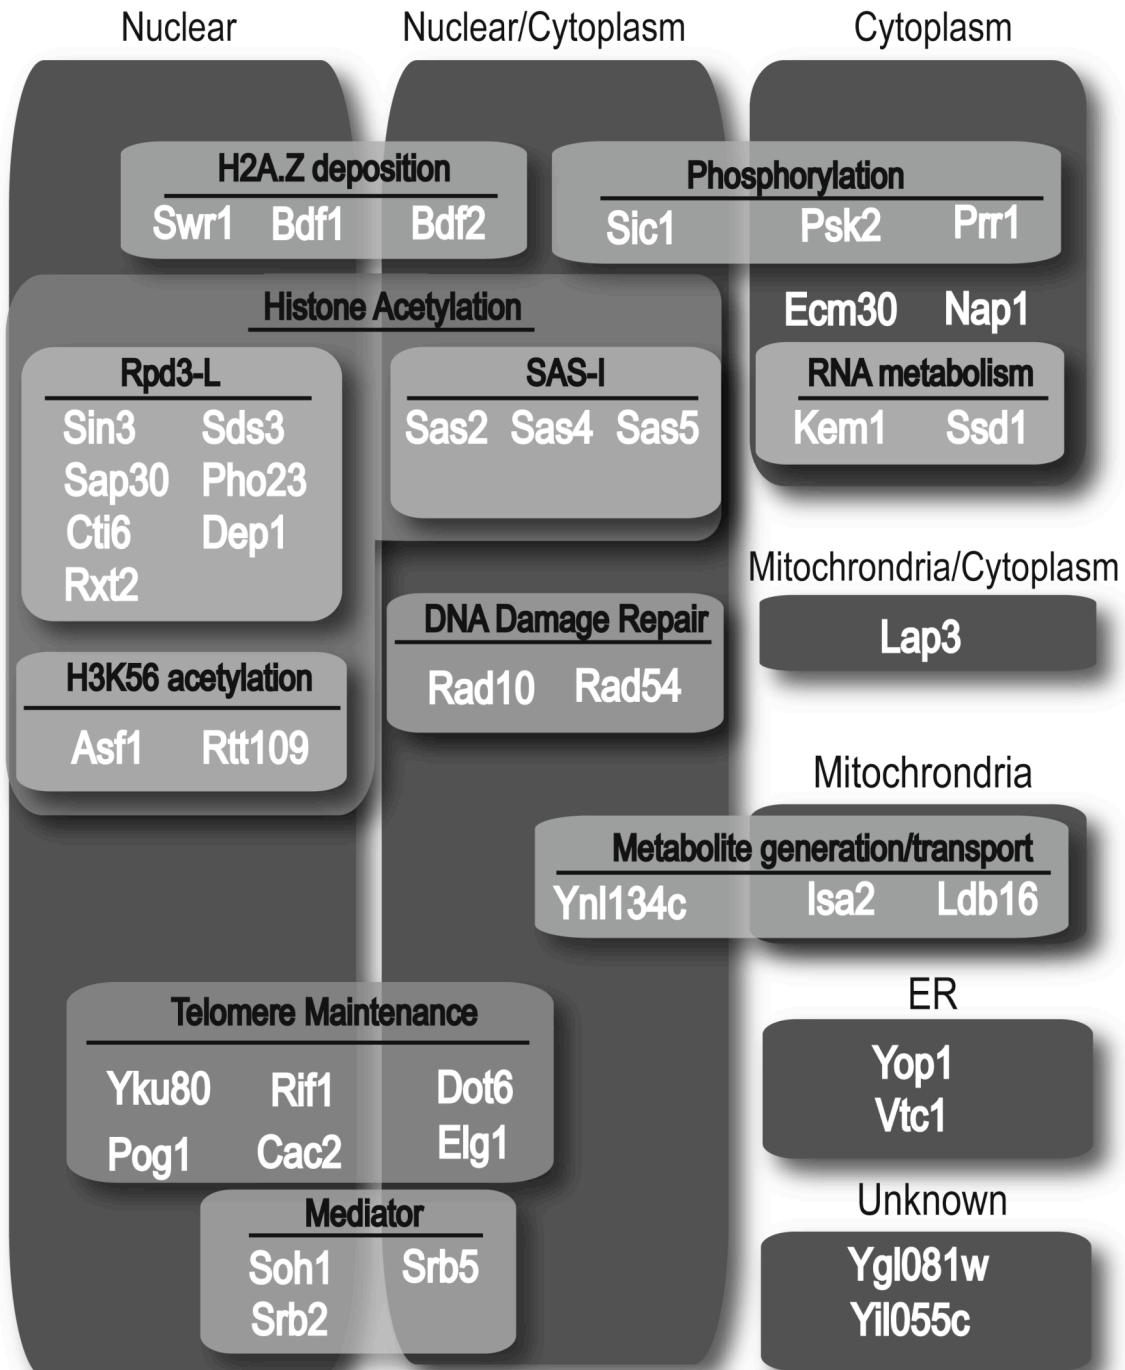 Nuclear
Nuclear/Cytoplasm
Cytoplasm
H2A.Z deposition
Swr1 Bdf1 Bdf2
Phosphorylation
Sic1 Psk2 Prr1
Ecm30 Nap1
Histone Acetylation
Rpd3-L
Sin3 Sds3
Sap30 Pho23
Cti6 Dep1
Rxt2
SAS-I
Sas2 Sas4 Sas5
RNA metabolism
Kem1 Ssd1
Mitochrondria/Cytoplasm
Lap3
DNA Damage Repair
Rad10 Rad54
H3K56 acetylation
Asf1 Rtt109
Mitochrondria
Metabolite generation/transport
Ynl134c Isa2 Ldb16
ER
Yop1
Vtc1
Telomere Maintenance
Yku80 Rif1 Dot6
Pog1 Cac2 Elg1
Mediator
Soh1 Srb5
Srb2
Unknown
Ygl081w
Yil055c